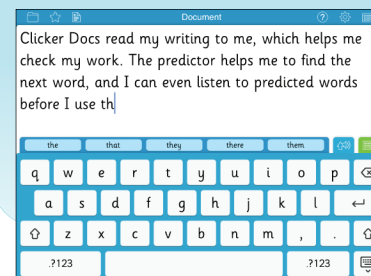 Document
Clicker Docs read my writing to me, which helps me
check my work. The predictor helps me to find the
next word, and I can even listen to predicted words
before I use th
the that they there them
q w e r t y u i o p
a s d f g h j k l
z x c v b n m , .
.?123 .?123